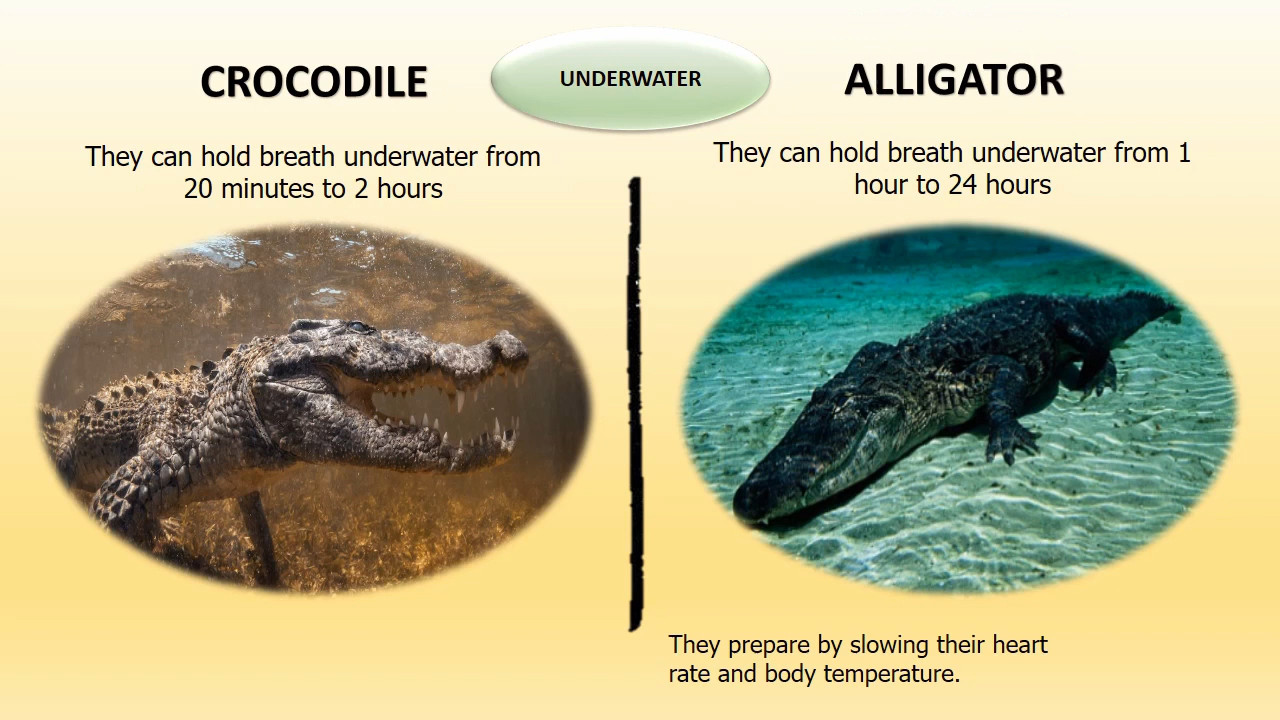 CROCODILE
UNDERWATER
ALLIGATOR
They can hold breath underwater from
20 minutes to 2 hours
They can hold breath underwater from 1
hour to 24 hours
They prepare by slowing their heart
rate and body temperature.